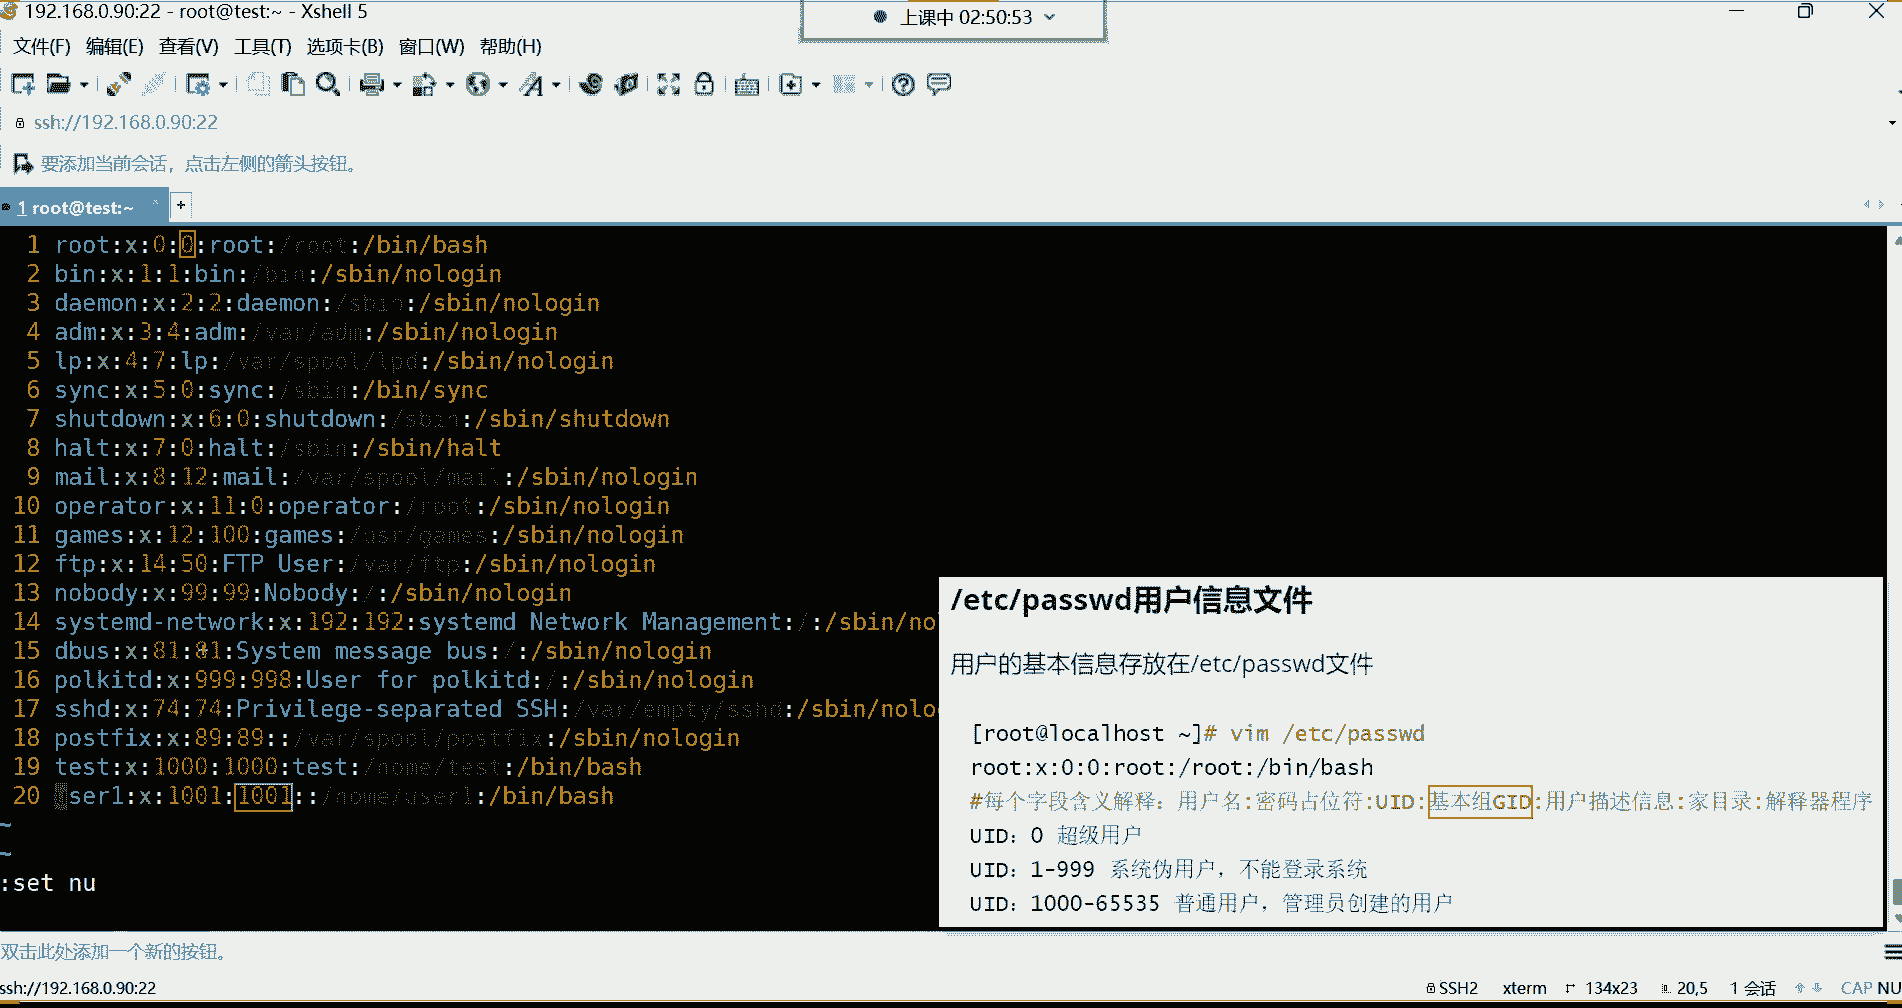 192.168.0.90:22 - root@test:~ - Xshell 5
上课中 02:50:53
文件(F) 编辑(E) 查看(V) 工具(T) 选项卡(B) 窗口(W) 帮助(H)
ssh://192.168.0.90:22
要添加当前会话，点击左侧的箭头按钮。
1 root@test:~
1 root:x:0:0:root:/root:/bin/bash
2 bin:x:1:1:bin:/bin:/sbin/nologin
3 daemon:x:2:2:daemon:/sbin:/sbin/nologin
4 adm:x:3:4:adm:/var/adm:/sbin/nologin
5 lp:x:4:7:lp:/var/spool/lpd:/sbin/nologin
6 sync:x:5:0:sync:/sbin:/bin/sync
7 shutdown:x:6:0:shutdown:/sbin:/sbin/shutdown
8 halt:x:7:0:halt:/sbin:/sbin/halt
9 mail:x:8:12:mail:/var/spool/mail:/sbin/nologin
10 operator:x:11:0:operator:/root:/sbin/nologin
11 games:x:12:100:games:/usr/games:/sbin/nologin
12 ftp:x:14:50:FTP User:/var/ftp:/sbin/nologin
13 nobody:x:99:99:Nobody:/:/sbin/nologin
14 systemd-network:x:192:192:systemd Network Management:/:/sbin/no
15 dbus:x:81:81:System message bus:/:/sbin/nologin
16 polkitd:x:999:998:User for polkitd:/:/sbin/nologin
17 sshd:x:74:74:Privilege-separated SSH:/var/empty/sshd:/sbin/nolo
18 postfix:x:89:89::/var/spool/postfix:/sbin/nologin
19 test:x:1000:1000:test:/home/test:/bin/bash
20 user1:x:1001:1001::/home/user1:/bin/bash
~
~
:set nu
/etc/passwd用户信息文件
用户的基本信息存放在/etc/passwd文件
[root@localhost ~]# vim /etc/passwd
root:x:0:0:root:/root:/bin/bash
#每个字段含义解释：用户名:密码占位符:UID:基本组GID:用户描述信息:家目录:解释器程序
UID：0 超级用户
UID：1-999 系统伪用户，不能登录系统
UID：1000-65535 普通用户，管理员创建的用户
双击此处添加一个新的按钮。
ssh://192.168.0.90:22 SSH2 xterm 134x23 20,5 1 会话 CAP NU